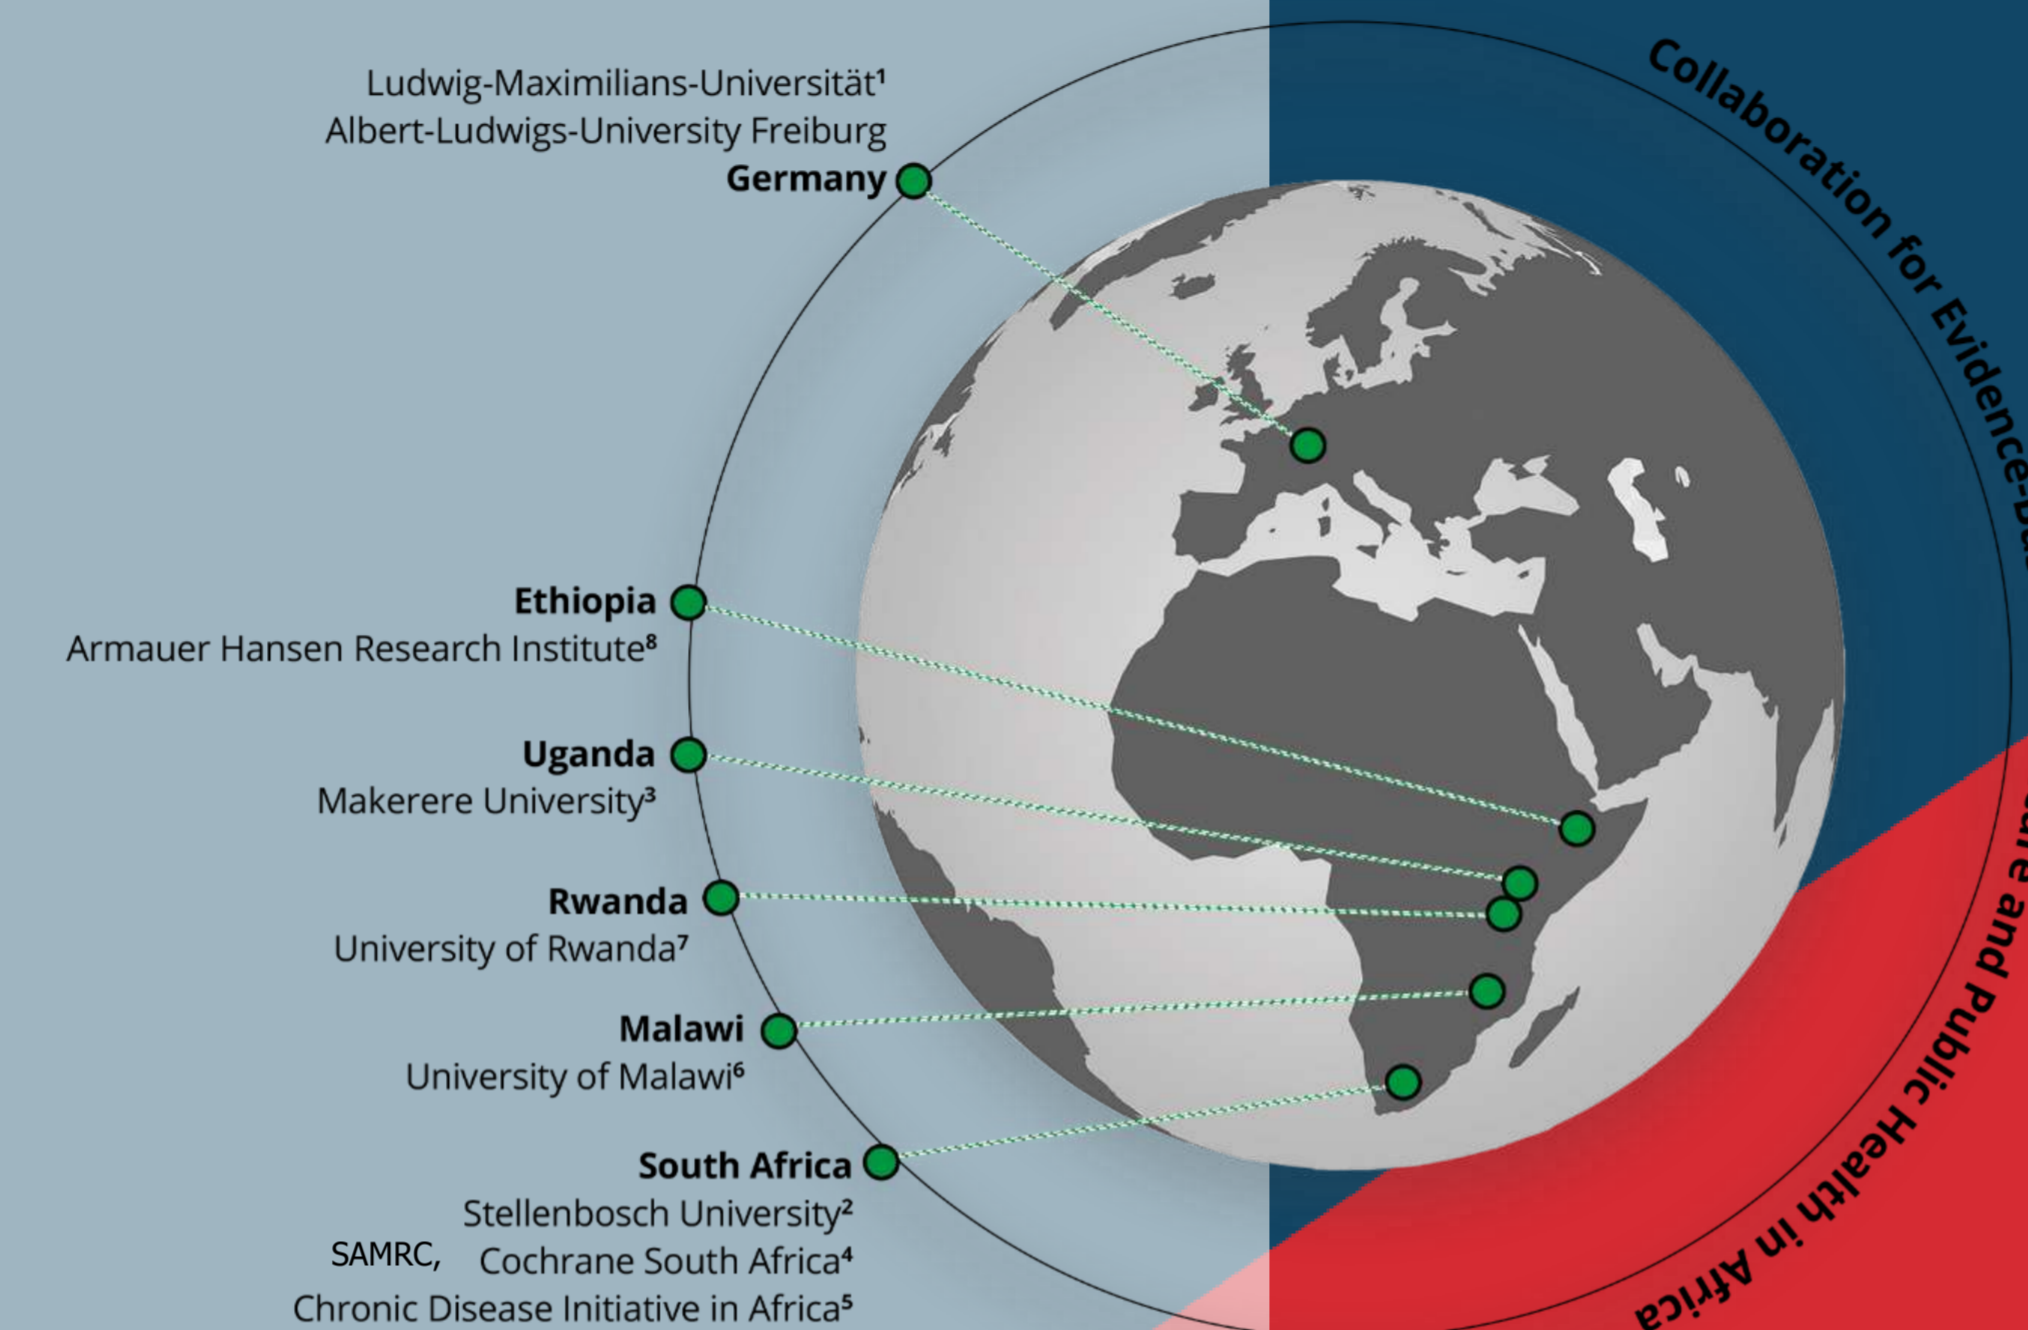 Ludwig-Maximilians-Universität¹
Albert-Ludwigs-University Freiburg
Germany
Ethiopia
Armauer Hansen Research Institute⁸
Uganda
Makerere University³
Rwanda
University of Rwanda⁷
Malawi
University of Malawi⁶
South Africa
Stellenbosch University²
SAMRC, Cochrane South Africa⁴
Chronic Disease Initiative in Africa⁵
Collaboration for Evidence-
and Public Health in Africa